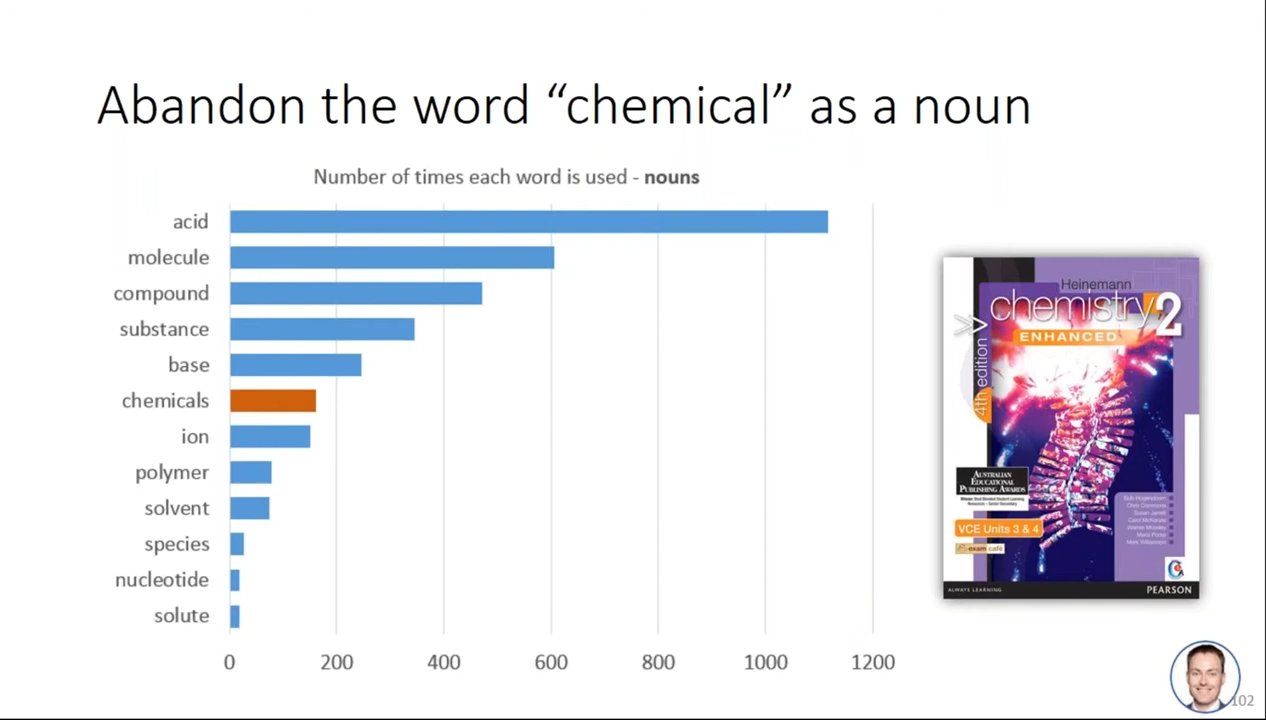 Abandon the word “chemical” as a noun
Number of times each word is used - nouns
acid
molecule
compound
substance
base
chemicals
ion
polymer
solvent
species
nucleotide
solute
0 200 400 600 800 1000 1200
Heinemann
chemistry 2
ENHANCED
4th edition
AUSTRALIAN
EDUCATIONAL
PUBLISHING AWARDS
VCE Units 3 & 4
exam café
ALWAYS LEARNING
PEARSON
102